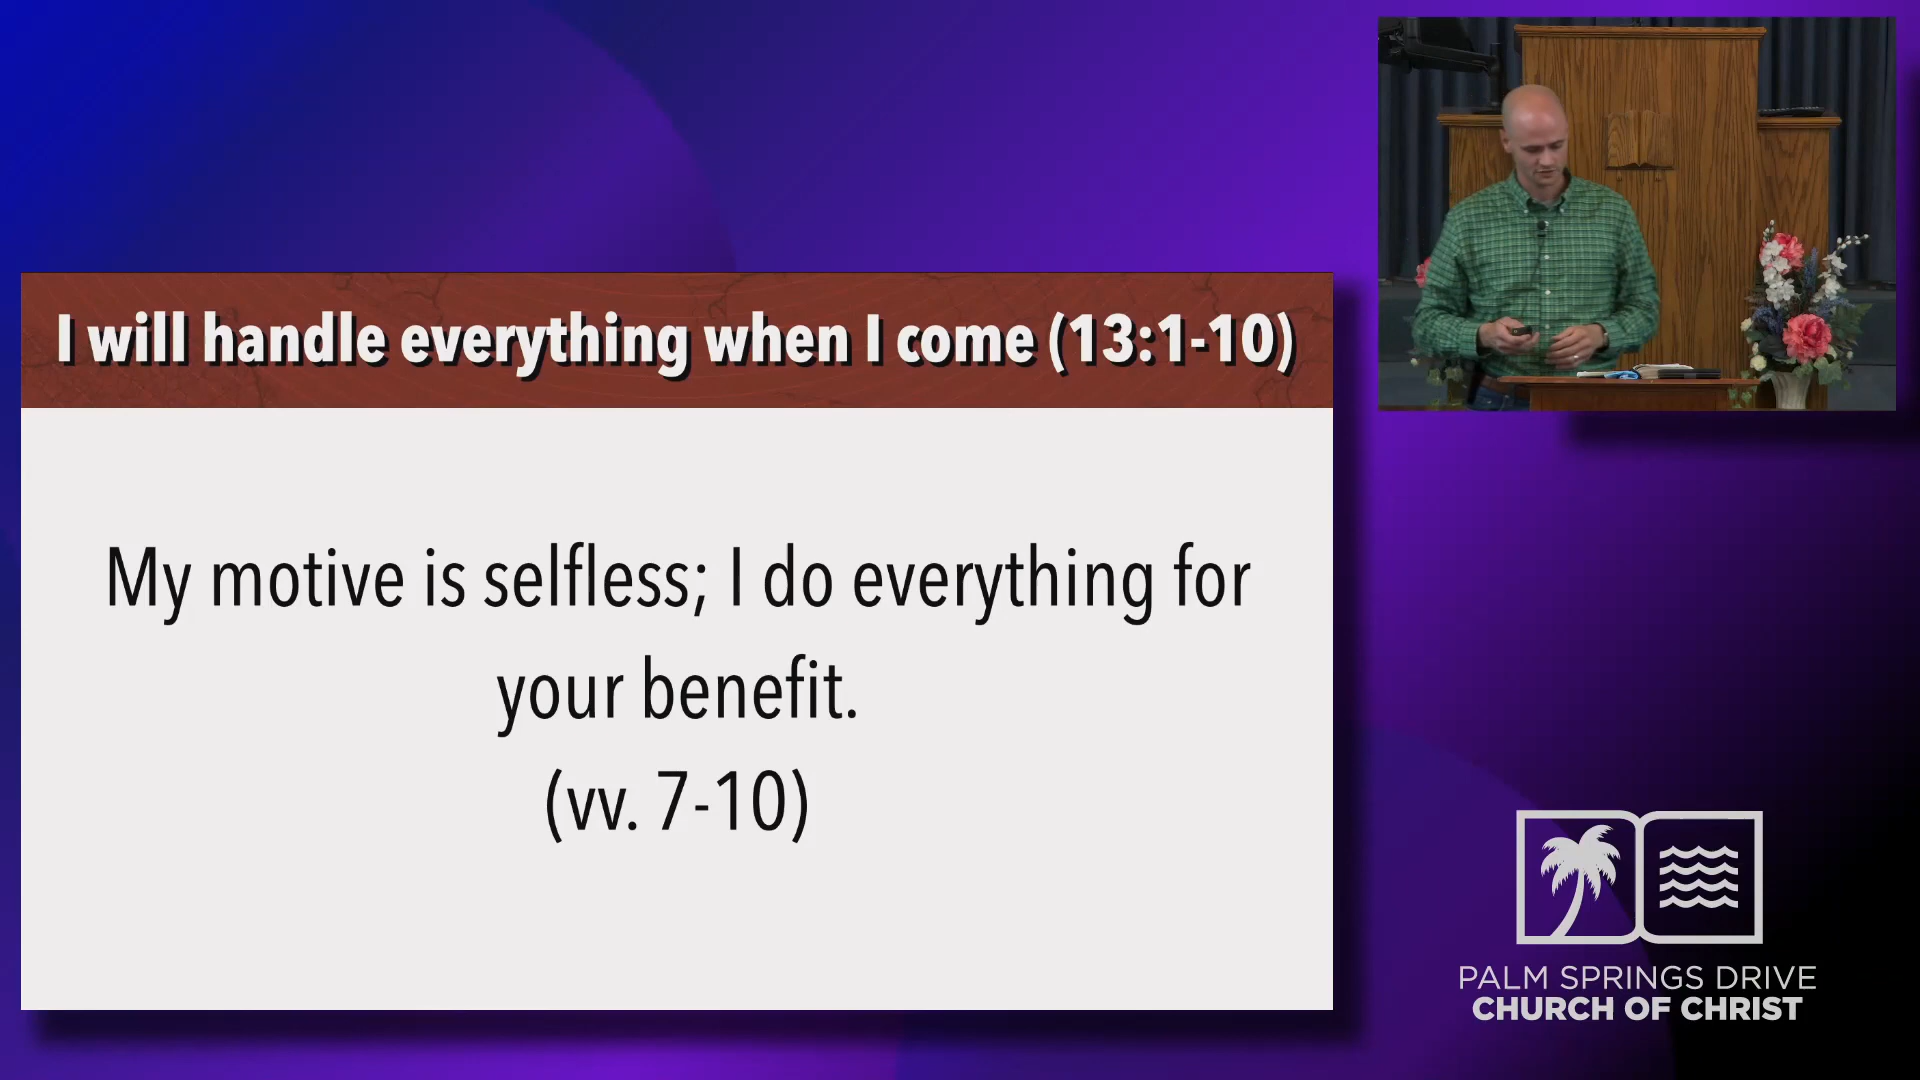 I will handle everything when I come (13:1-10)
My motive is selfless; I do everything for
your benefit.
(vv. 7-10)
PALM SPRINGS DRIVE
CHURCH OF CHRIST